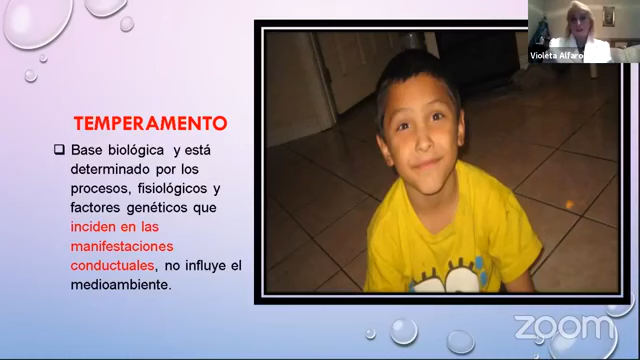 Violeta Alfaro
TEMPERAMENTO
Base biológica y está
determinado por los
procesos, fisiológicos y
factores genéticos que
inciden en las
manifestaciones
conductuales, no influye el
medioambiente.
zoom